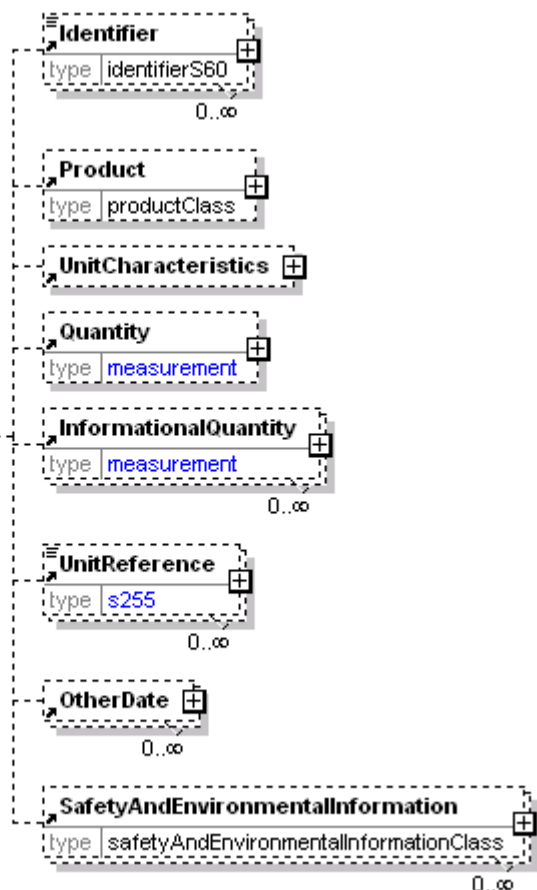 Identifier
type identifierS60
0..∞
Product
type productClass
UnitCharacteristics
Quantity
type measurement
InformationalQuantity
type measurement
0..∞
UnitReference
type s255
0..∞
OtherDate
0..∞
SafetyAndEnvironmentalInformation
type safetyAndEnvironmentalInformationClass
0..∞